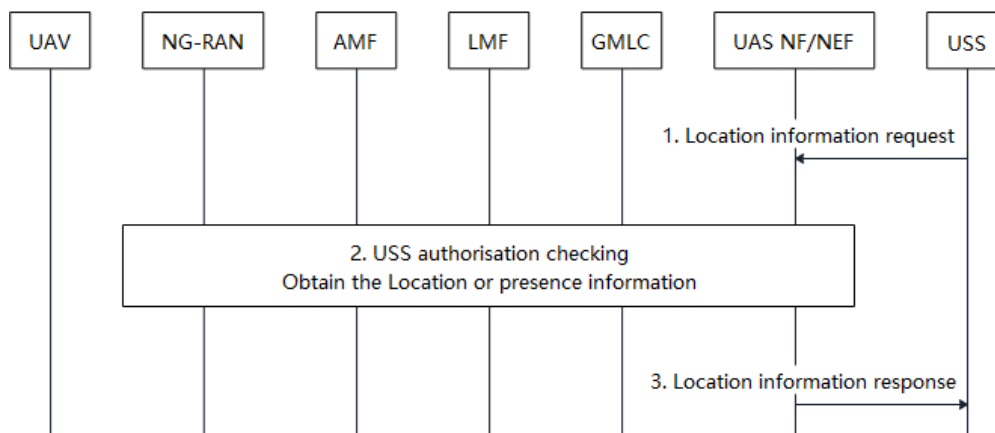 UAV
NG-RAN
AMF
LMF
GMLC
UAS NF/NEF
USS
1. Location information request
2. USS authorisation checking
Obtain the Location or presence information
3. Location information response